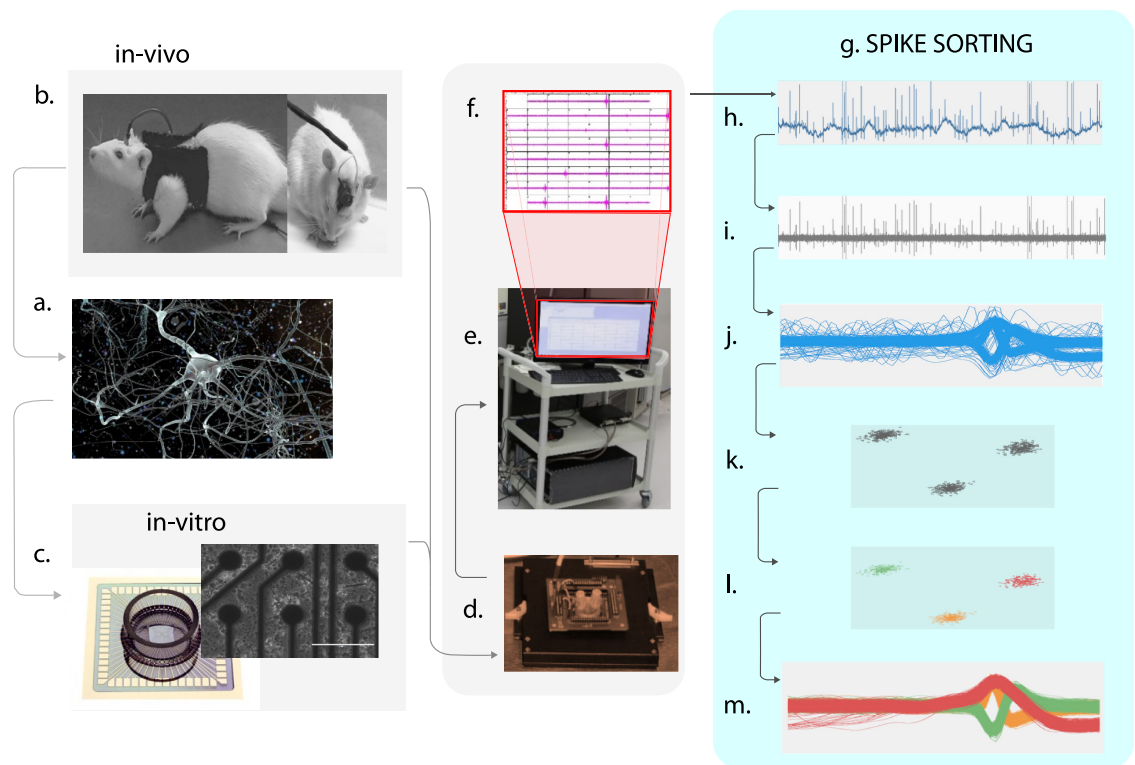 in-vivo
b.
a.
in-vitro
c.
f.
e.
d.
g. SPIKE SORTING
h.
i.
j.
k.
l.
m.